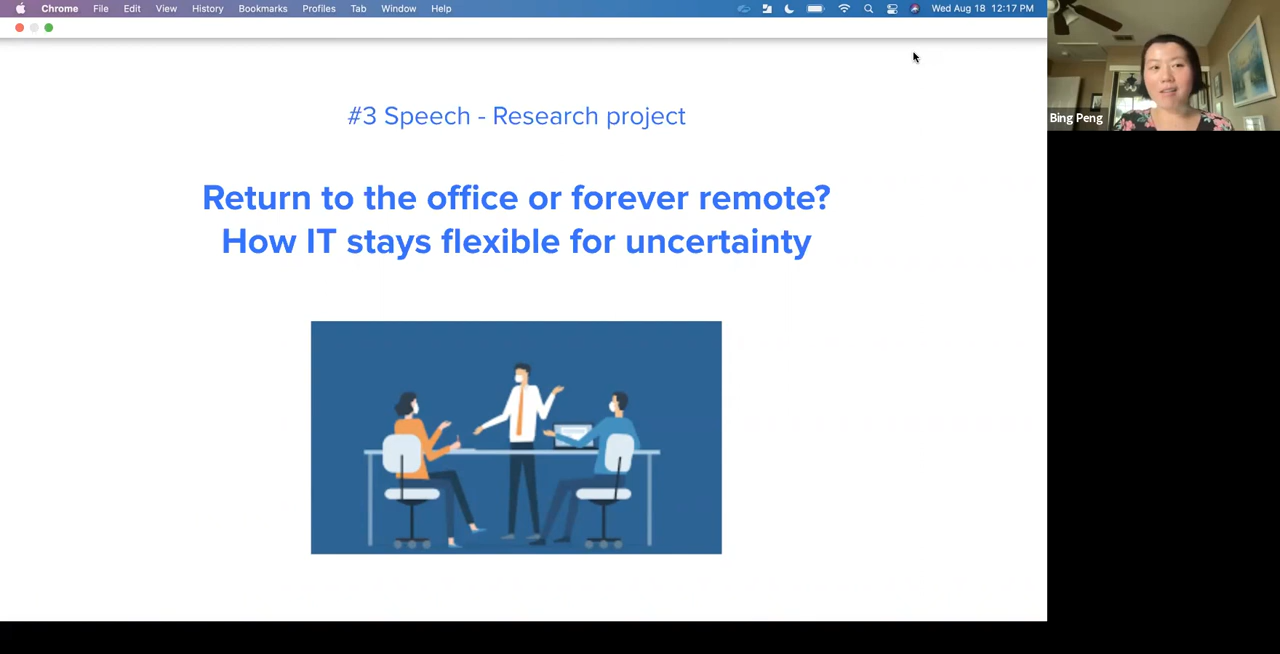 Chrome File Edit View History Bookmarks Profiles Tab Window Help Wed Aug 18 12:17 PM
Bing Peng
#3 Speech - Research project
Return to the office or forever remote?
How IT stays flexible for uncertainty